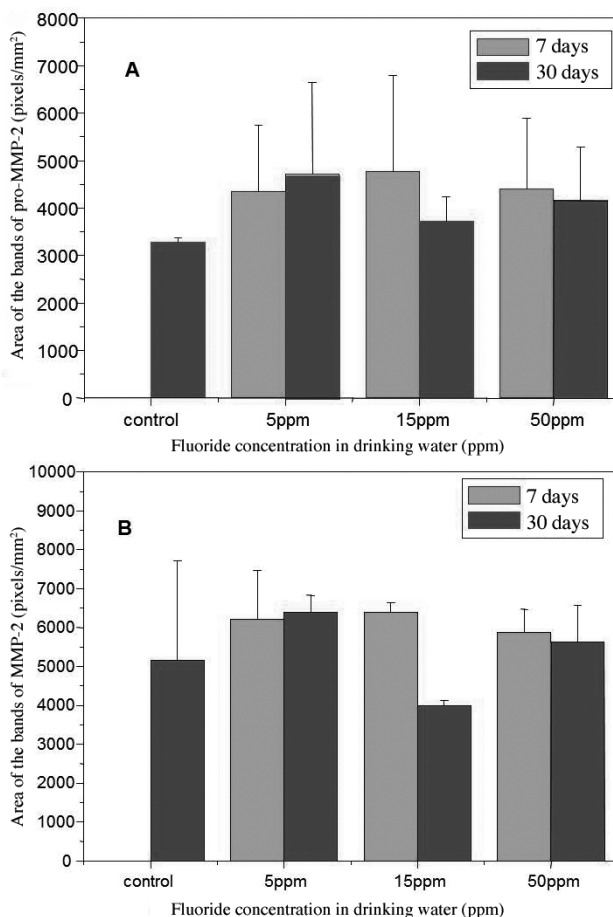 A
7 days
30 days
Area of the bands of pro-MMP-2 (pixels/mm²)
8000
7000
6000
5000
4000
3000
2000
1000
0
control 5ppm 15ppm 50ppm
Fluoride concentration in drinking water (ppm)
B
7 days
30 days
Area of the bands of MMP-2 (pixels/mm²)
10000
9000
8000
7000
6000
5000
4000
3000
2000
1000
0
control 5ppm 15ppm 50ppm
Fluoride concentration in drinking water (ppm)